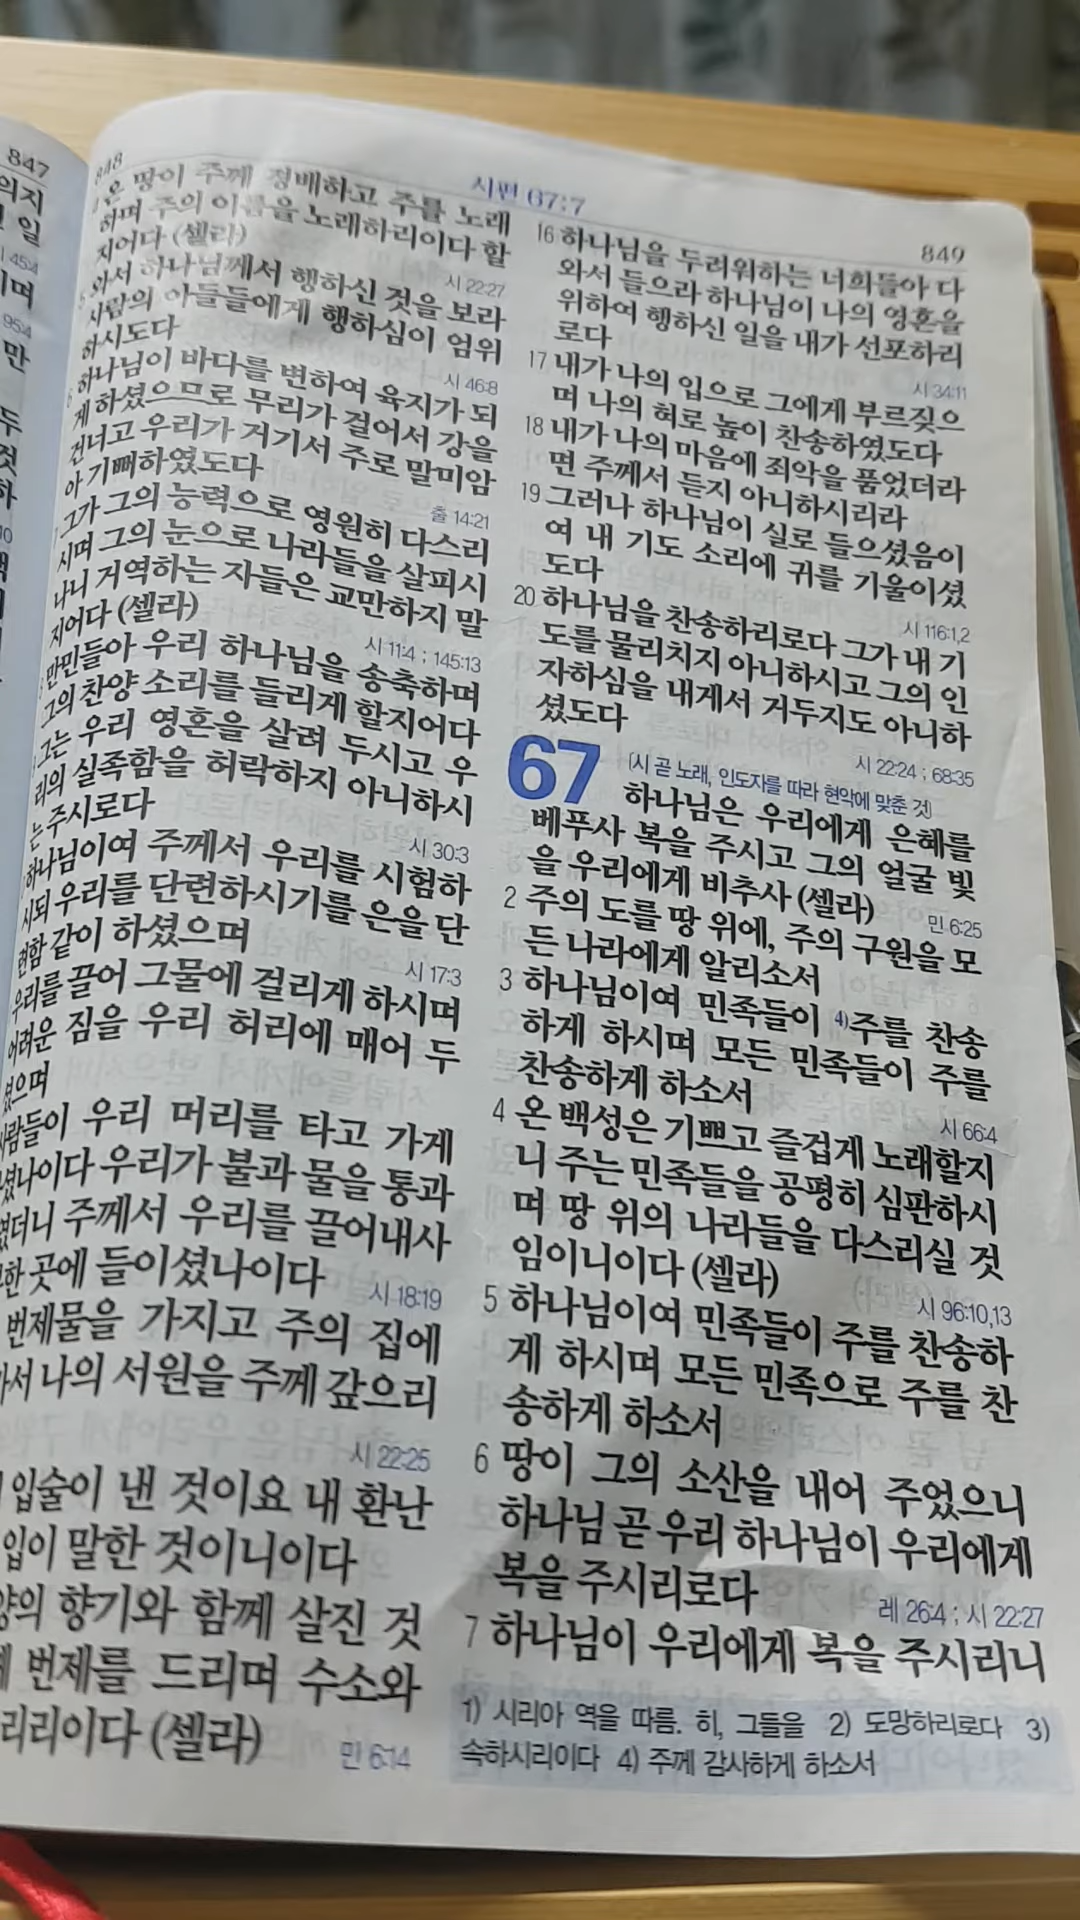 847
의지
일
45:4
며
95:4
만
두
것
하
848
온 땅이 주께 경배하고 주를 노래
하며 주의 이름을 노래하리이다 할
지어다 (셀라)
시 22:27
와서 하나님께서 행하신 것을 보라
사람의 아들들에게 행하심이 엄위
하시도다
시 46:8
하나님이 바다를 변하여 육지가 되
게 하셨으므로 무리가 걸어서 강을
건너고 우리가 거기서 주로 말미암
아 기뻐하였도다
출 14:21
그가 그의 능력으로 영원히 다스리
시며 그의 눈으로 나라들을 살피시
나니 거역하는 자들은 교만하지 말
지어다 (셀라)
시 11:4 ; 145:13
만민들아 우리 하나님을 송축하며
그의 찬양 소리를 들리게 할지어다
그는 우리 영혼을 살려 두시고 우
리의 실족함을 허락하지 아니하시
는 주시로다
시 30:3
하나님이여 주께서 우리를 시험하
시되 우리를 단련하시기를 은을 단
련함 같이 하셨으며
시 17:3
우리를 끌어 그물에 걸리게 하시며
어려운 짐을 우리 허리에 매어 두
셨으며
사람들이 우리 머리를 타고 가게
셨나이다 우리가 불과 물을 통과
였더니 주께서 우리를 끌어내사
한 곳에 들이셨나이다
시 18:19
번제물을 가지고 주의 집에
가서 나의 서원을 주께 갚으리
시 22:25
입술이 낸 것이요 내 환난
입이 말한 것이니이다
양의 향기와 함께 살진 것
번제를 드리며 수소와
리리이다 (셀라)
민 6:14
시편 67:7
849
16 하나님을 두려워하는 너희들아 다
와서 들으라 하나님이 나의 영혼을
위하여 행하신 일을 내가 선포하리
로다
시 34:11
17 내가 나의 입으로 그에게 부르짖으
며 나의 혀로 높이 찬송하였도다
18 내가 나의 마음에 죄악을 품었더라
면 주께서 듣지 아니하시리라
19 그러나 하나님이 실로 들으셨음이
여 내 기도 소리에 귀를 기울이셨
도다
시 116:1,2
20 하나님을 찬송하리로다 그가 내 기
도를 물리치지 아니하시고 그의 인
자하심을 내게서 거두지도 아니하
셨도다
시 22:24 ; 68:35
67 [시 곧 노래, 인도자를 따라 현악에 맞춘 것]
하나님은 우리에게 은혜를
베푸사 복을 주시고 그의 얼굴 빛
을 우리에게 비추사 (셀라)
민 6:25
2 주의 도를 땅 위에, 주의 구원을 모
든 나라에게 알리소서
3 하나님이여 민족들이 4)주를 찬송
하게 하시며 모든 민족들이 주를
찬송하게 하소서
시 66:4
4 온 백성은 기쁘고 즐겁게 노래할지
니 주는 민족들을 공평히 심판하시
며 땅 위의 나라들을 다스리실 것
임이니이다 (셀라)
시 96:10,13
5 하나님이여 민족들이 주를 찬송하
게 하시며 모든 민족으로 주를 찬
송하게 하소서
6 땅이 그의 소산을 내어 주었으니
하나님 곧 우리 하나님이 우리에게
복을 주시리로다
레 26:4 ; 시 22:27
7 하나님이 우리에게 복을 주시리니
1) 시리아 역을 따름. 히, 그들을 2) 도망하리로다 3)
속하시리이다 4) 주께 감사하게 하소서